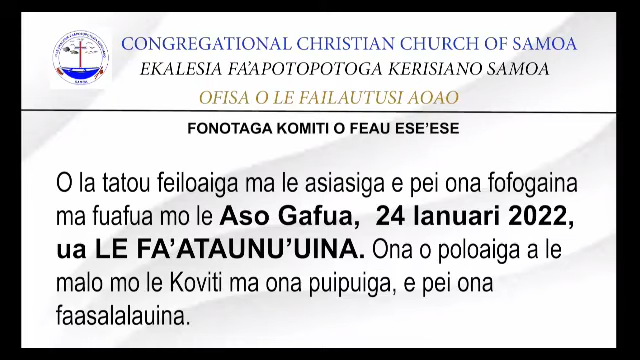 CONGREGATIONAL CHRISTIAN CHURCH OF SAMOA
EKALESIA FA'APOTOPOTOGA KERISIANO SAMOA
OFISA O LE FAILAUTUSI AOAO
FONOTAGA KOMITI O FEAU ESE'ESE
O la tatou feiloaiga ma le asiasiga e pei ona fofogaina
ma fuafua mo le Aso Gafua, 24 Ianuari 2022,
ua LE FA'ATAUNU'UINA. Ona o poloaiga a le
malo mo le Koviti ma ona puipuiga, e pei ona
faasalalauina.